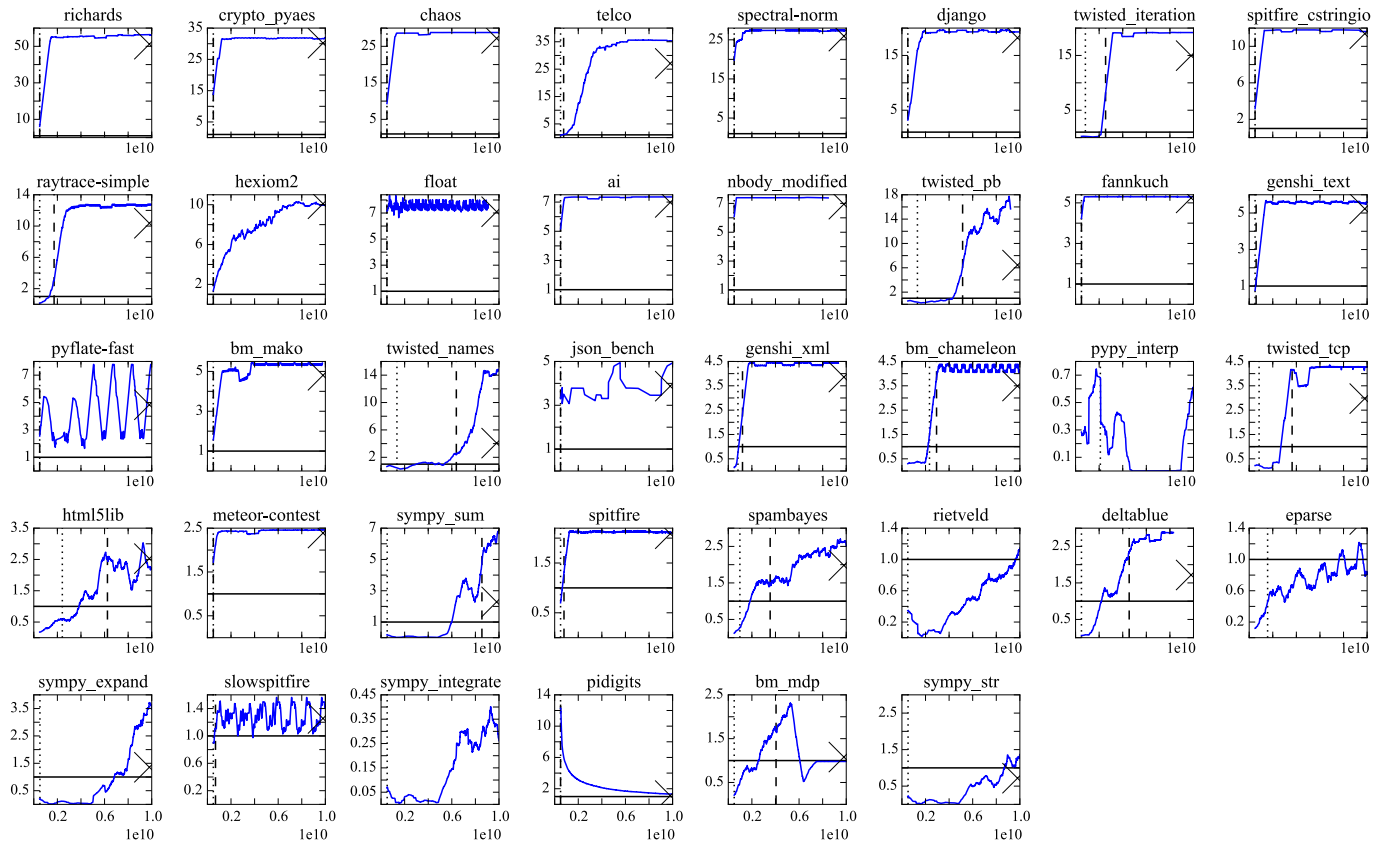 richards
50
30
10
1e10
crypto_pyaes
35
25
15
5
1e10
chaos
25
15
5
1e10
telco
35
25
15
5
1e10
spectral-norm
25
15
5
1e10
django
15
5
1e10
twisted_iteration
15
5
1e10
spitfire_cstringio
10
6
2
1e10
raytrace-simple
14
10
6
2
1e10
hexiom2
10
6
2
1e10
float
7
4
1
1e10
ai
7
4
1
1e10
nbody_modified
7
4
1
1e10
twisted_pb
18
14
10
6
2
1e10
fannkuch
5
3
1
1e10
genshi_text
5
3
1
1e10
pyflate-fast
7
5
3
1
1e10
bm_mako
5
3
1
1e10
twisted_names
14
10
6
2
1e10
json_bench
5
3
1
1e10
genshi_xml
4.5
3.5
2.5
1.5
0.5
1e10
bm_chameleon
4.5
3.5
2.5
1.5
0.5
1e10
pypy_interp
0.7
0.5
0.3
0.1
1e10
twisted_tcp
4.5
3.5
2.5
1.5
0.5
1e10
html5lib
3.5
2.5
1.5
0.5
1e10
meteor-contest
2.5
1.5
0.5
1e10
sympy_sum
7
5
3
1
1e10
spitfire
1.5
0.5
1e10
spambayes
2.5
1.5
0.5
1e10
rietveld
1.4
1.0
0.6
0.2
1e10
deltablue
2.5
1.5
0.5
1e10
eparse
1.4
1.0
0.6
0.2
1e10
sympy_expand
3.5
2.5
1.5
0.5
0.2 0.6 1.0
1e10
slowspitfire
1.4
1.0
0.6
0.2
0.2 0.6 1.0
1e10
sympy_integrate
0.45
0.35
0.25
0.15
0.05
0.2 0.6 1.0
1e10
pidigits
14
10
6
2
0.2 0.6 1.0
1e10
bm_mdp
2.5
1.5
0.5
0.2 0.6 1.0
1e10
sympy_str
2.5
1.5
0.5
0.2 0.6 1.0
1e10